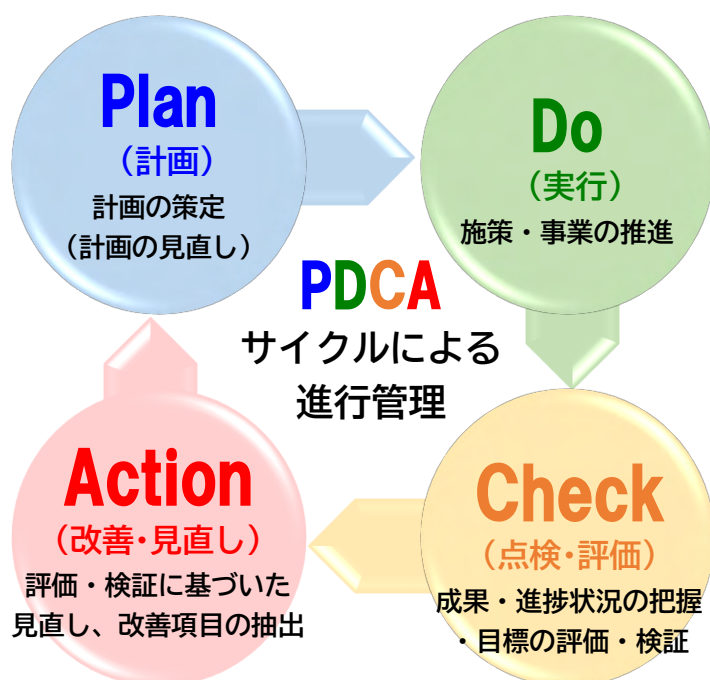 Plan
（計画）
計画の策定
（計画の見直し）
Do
（実行）
施策・事業の推進
PDCA
サイクルによる
進行管理
Action
（改善･見直し）
評価・検証に基づいた
見直し、改善項目の抽出
Check
（点検･評価）
成果・進捗状況の把握
・目標の評価・検証